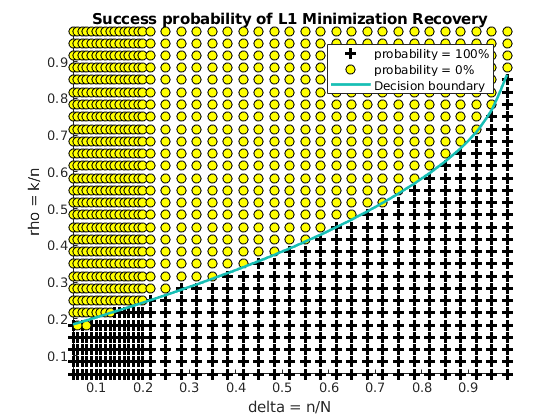 Success probability of L1 Minimization Recovery
probability = 100%
probability = 0%
Decision boundary
rho = k/n
0.9
0.8
0.7
0.6
0.5
0.4
0.3
0.2
0.1
0.1 0.2 0.3 0.4 0.5 0.6 0.7 0.8 0.9
delta = n/N